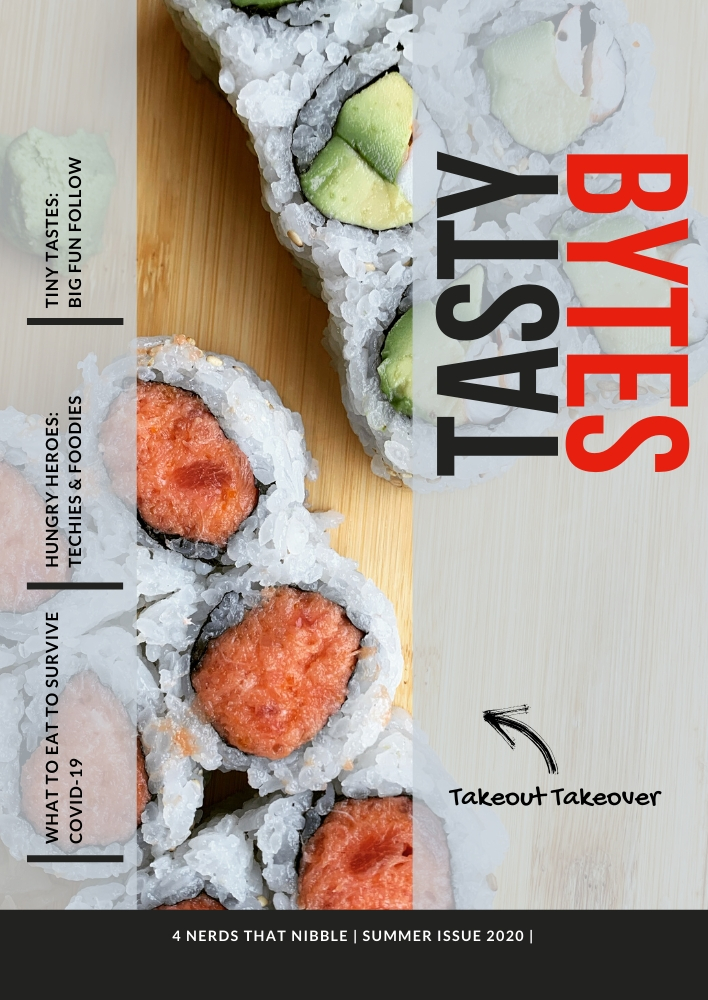 TASTY
BYTES
TINY TASTES:
BIG FUN FOLLOW
HUNGRY HEROES:
TECHIES & FOODIES
WHAT TO EAT TO SURVIVE
COVID-19
Takeout Takeover
4 NERDS THAT NIBBLE | SUMMER ISSUE 2020 |